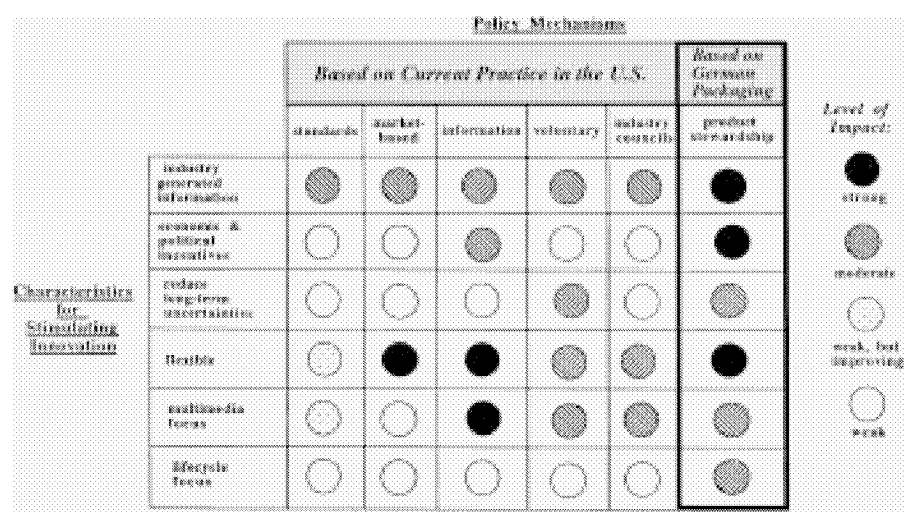 Policy Mechanisms
Based on Current Practice in the U.S.
Based on
German
Packaging
standards
market-
based
information
voluntary
industry
councils
product
stewardship
Level of
Impact:
industry
generated
information
economic &
political
incentives
reduce
long-term
uncertainties
flexible
multimedia
focus
lifecycle
focus
Characteristics
for
Stimulating
Innovation
strong
moderate
weak, but
improving
weak